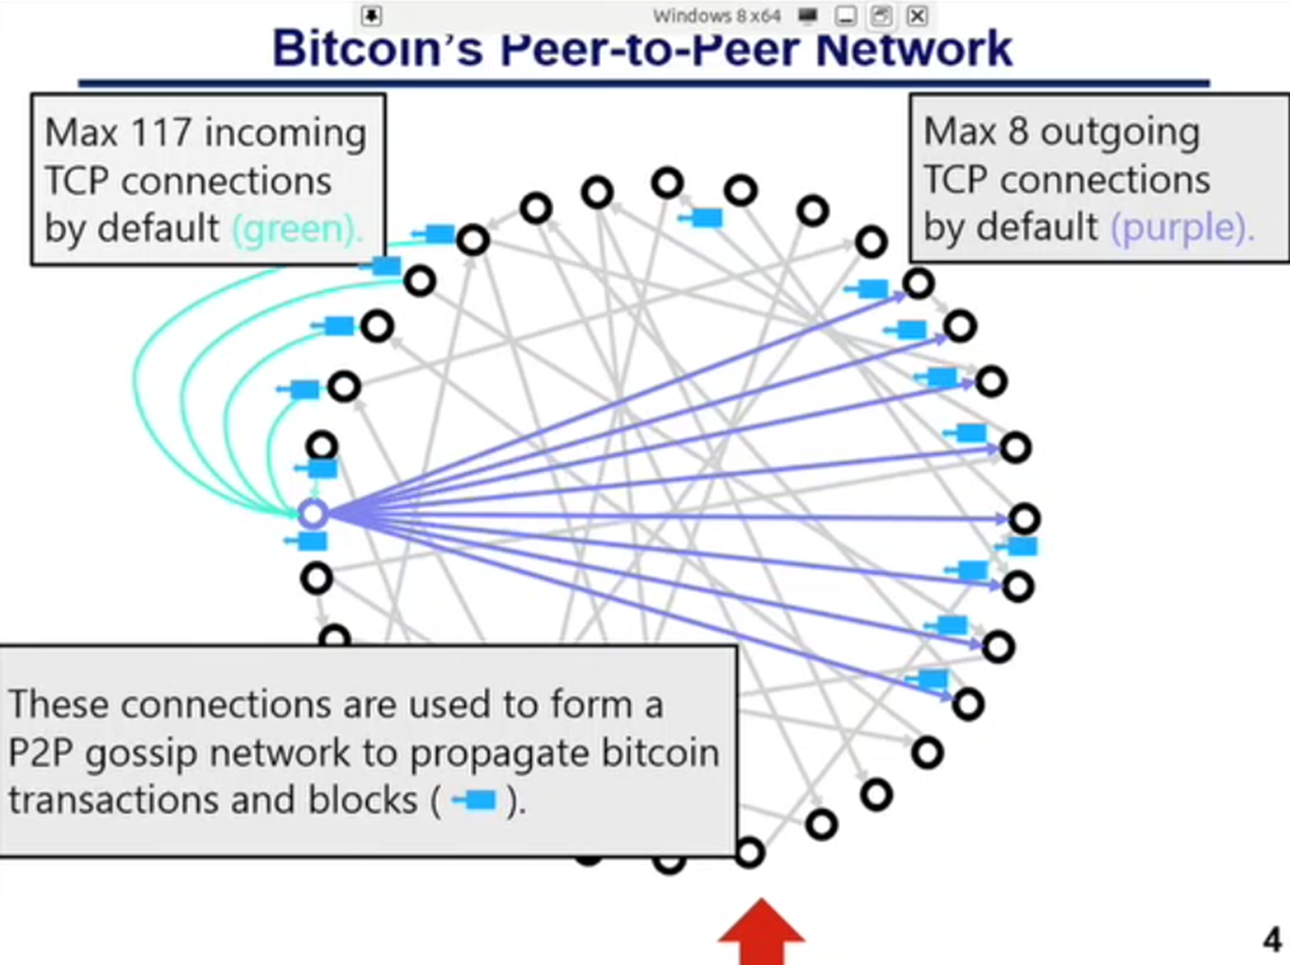 Windows 8 x64
Bitcoin's Peer-to-Peer Network
Max 117 incoming
TCP connections
by default (green).
Max 8 outgoing
TCP connections
by default (purple).
These connections are used to form a
P2P gossip network to propagate bitcoin
transactions and blocks ( ).
4